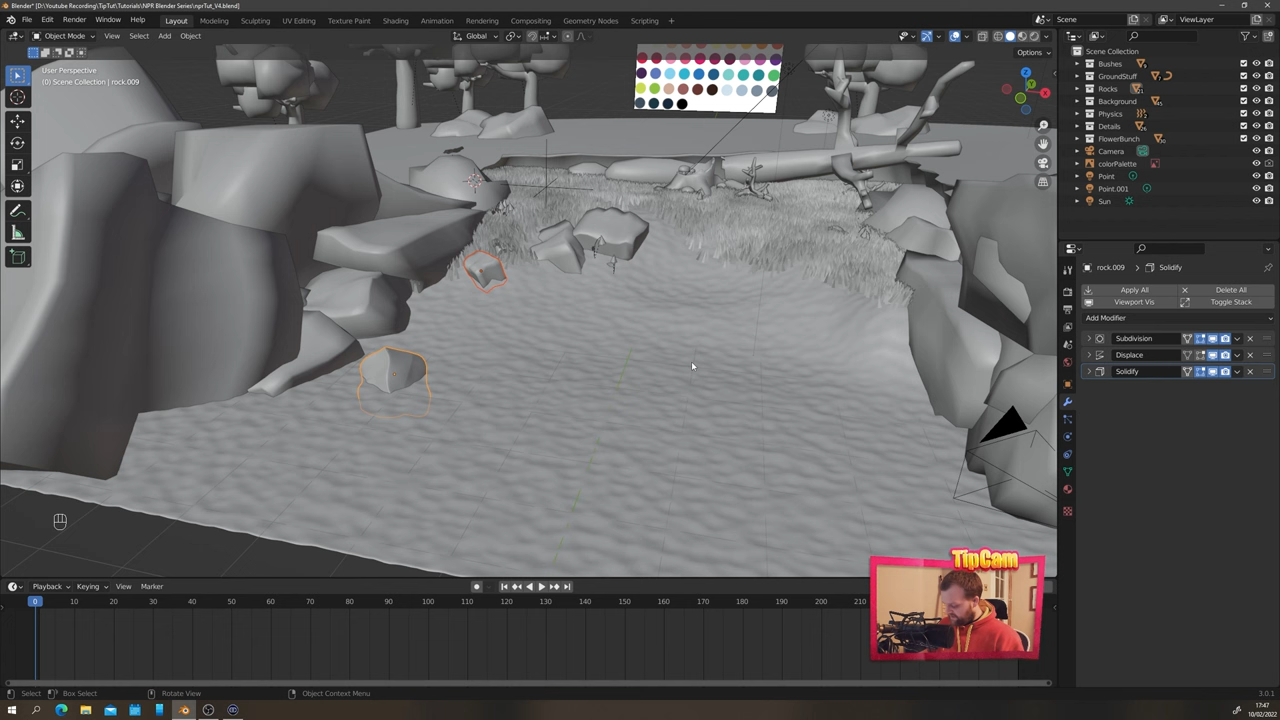 Blender* [D:\Youtube Recording\TipTut\Tutorials\NPR Blender Series\nprTut_V4.blend]
File Edit Render Window Help Layout Modeling Sculpting UV Editing Texture Paint Shading Animation Rendering Compositing Geometry Nodes Scripting + Scene ViewLayer
Object Mode View Select Add Object Global
Options
User Perspective
(0) Scene Collection | rock.009
Scene Collection
Bushes
GroundStuff
Rocks
Background
Physics
Details
FlowerBunch
Camera
colorPalette
Point
Point.001
Sun
rock.009 > Solidify
Apply All Delete All
Viewport Vis Toggle Stack
Add Modifier
Subdivision
Displace
Solidify
TipCam
Playback Keying View Marker
0 10 20 30 40 50 60 70 80 90 100 110 120 130 140 150 160 170 180 190 200 210
Select Box Select Rotate View Object Context Menu 3.0.1
17:47
10/02/2022